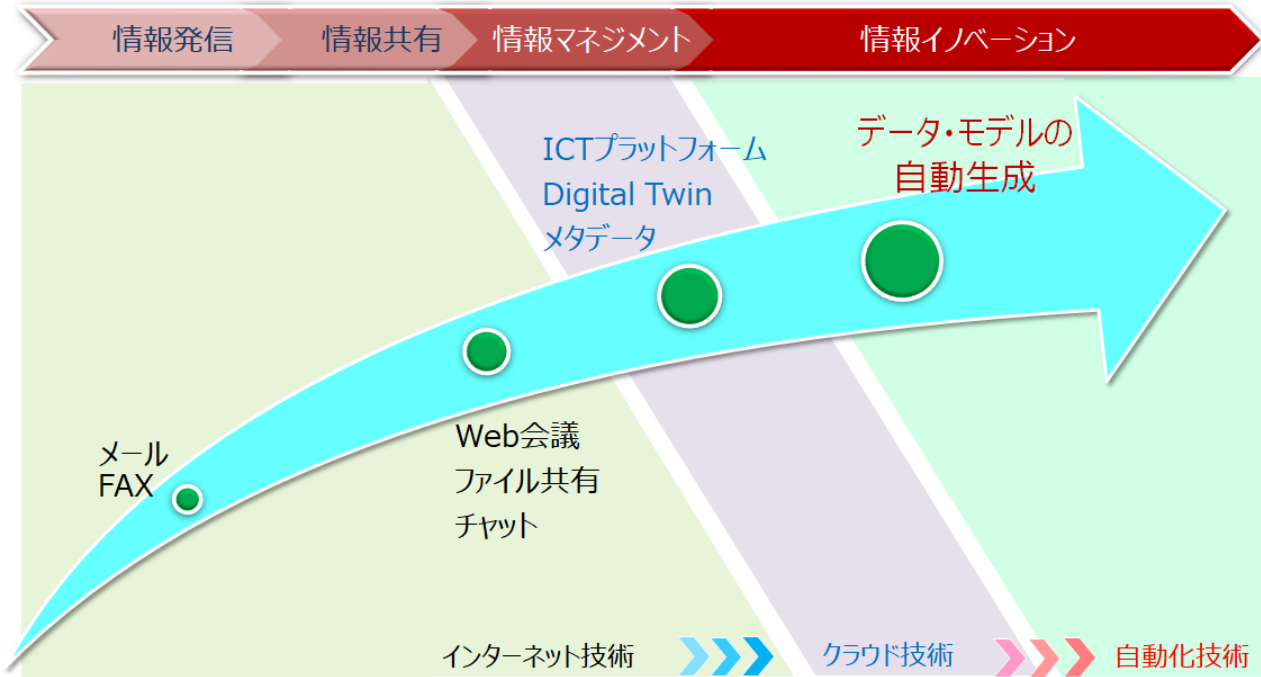 情報発信
情報共有
情報マネジメント
情報イノベーション
ICTプラットフォーム
Digital Twin
メタデータ
データ・モデルの
自動生成
メール
FAX
Web会議
ファイル共有
チャット
インターネット技術
クラウド技術
自動化技術